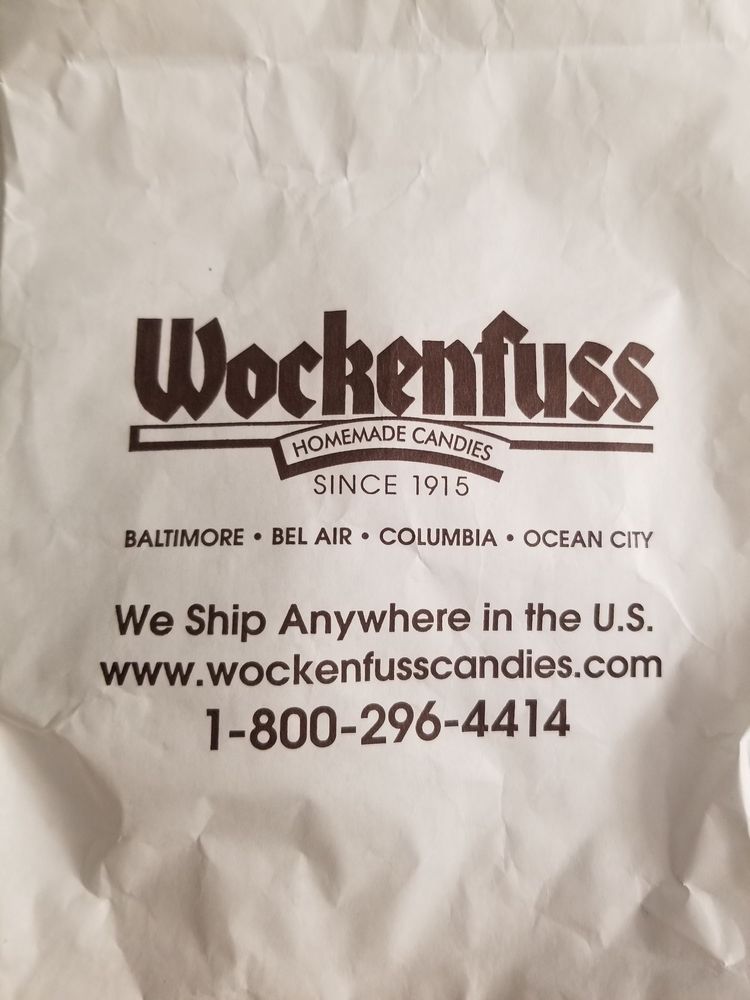 Wockenfuss
HOMEMADE CANDIES
SINCE 1915
BALTIMORE • BEL AIR • COLUMBIA • OCEAN CITY
We Ship Anywhere in the U.S.
www.wockenfusscandies.com
1-800-296-4414